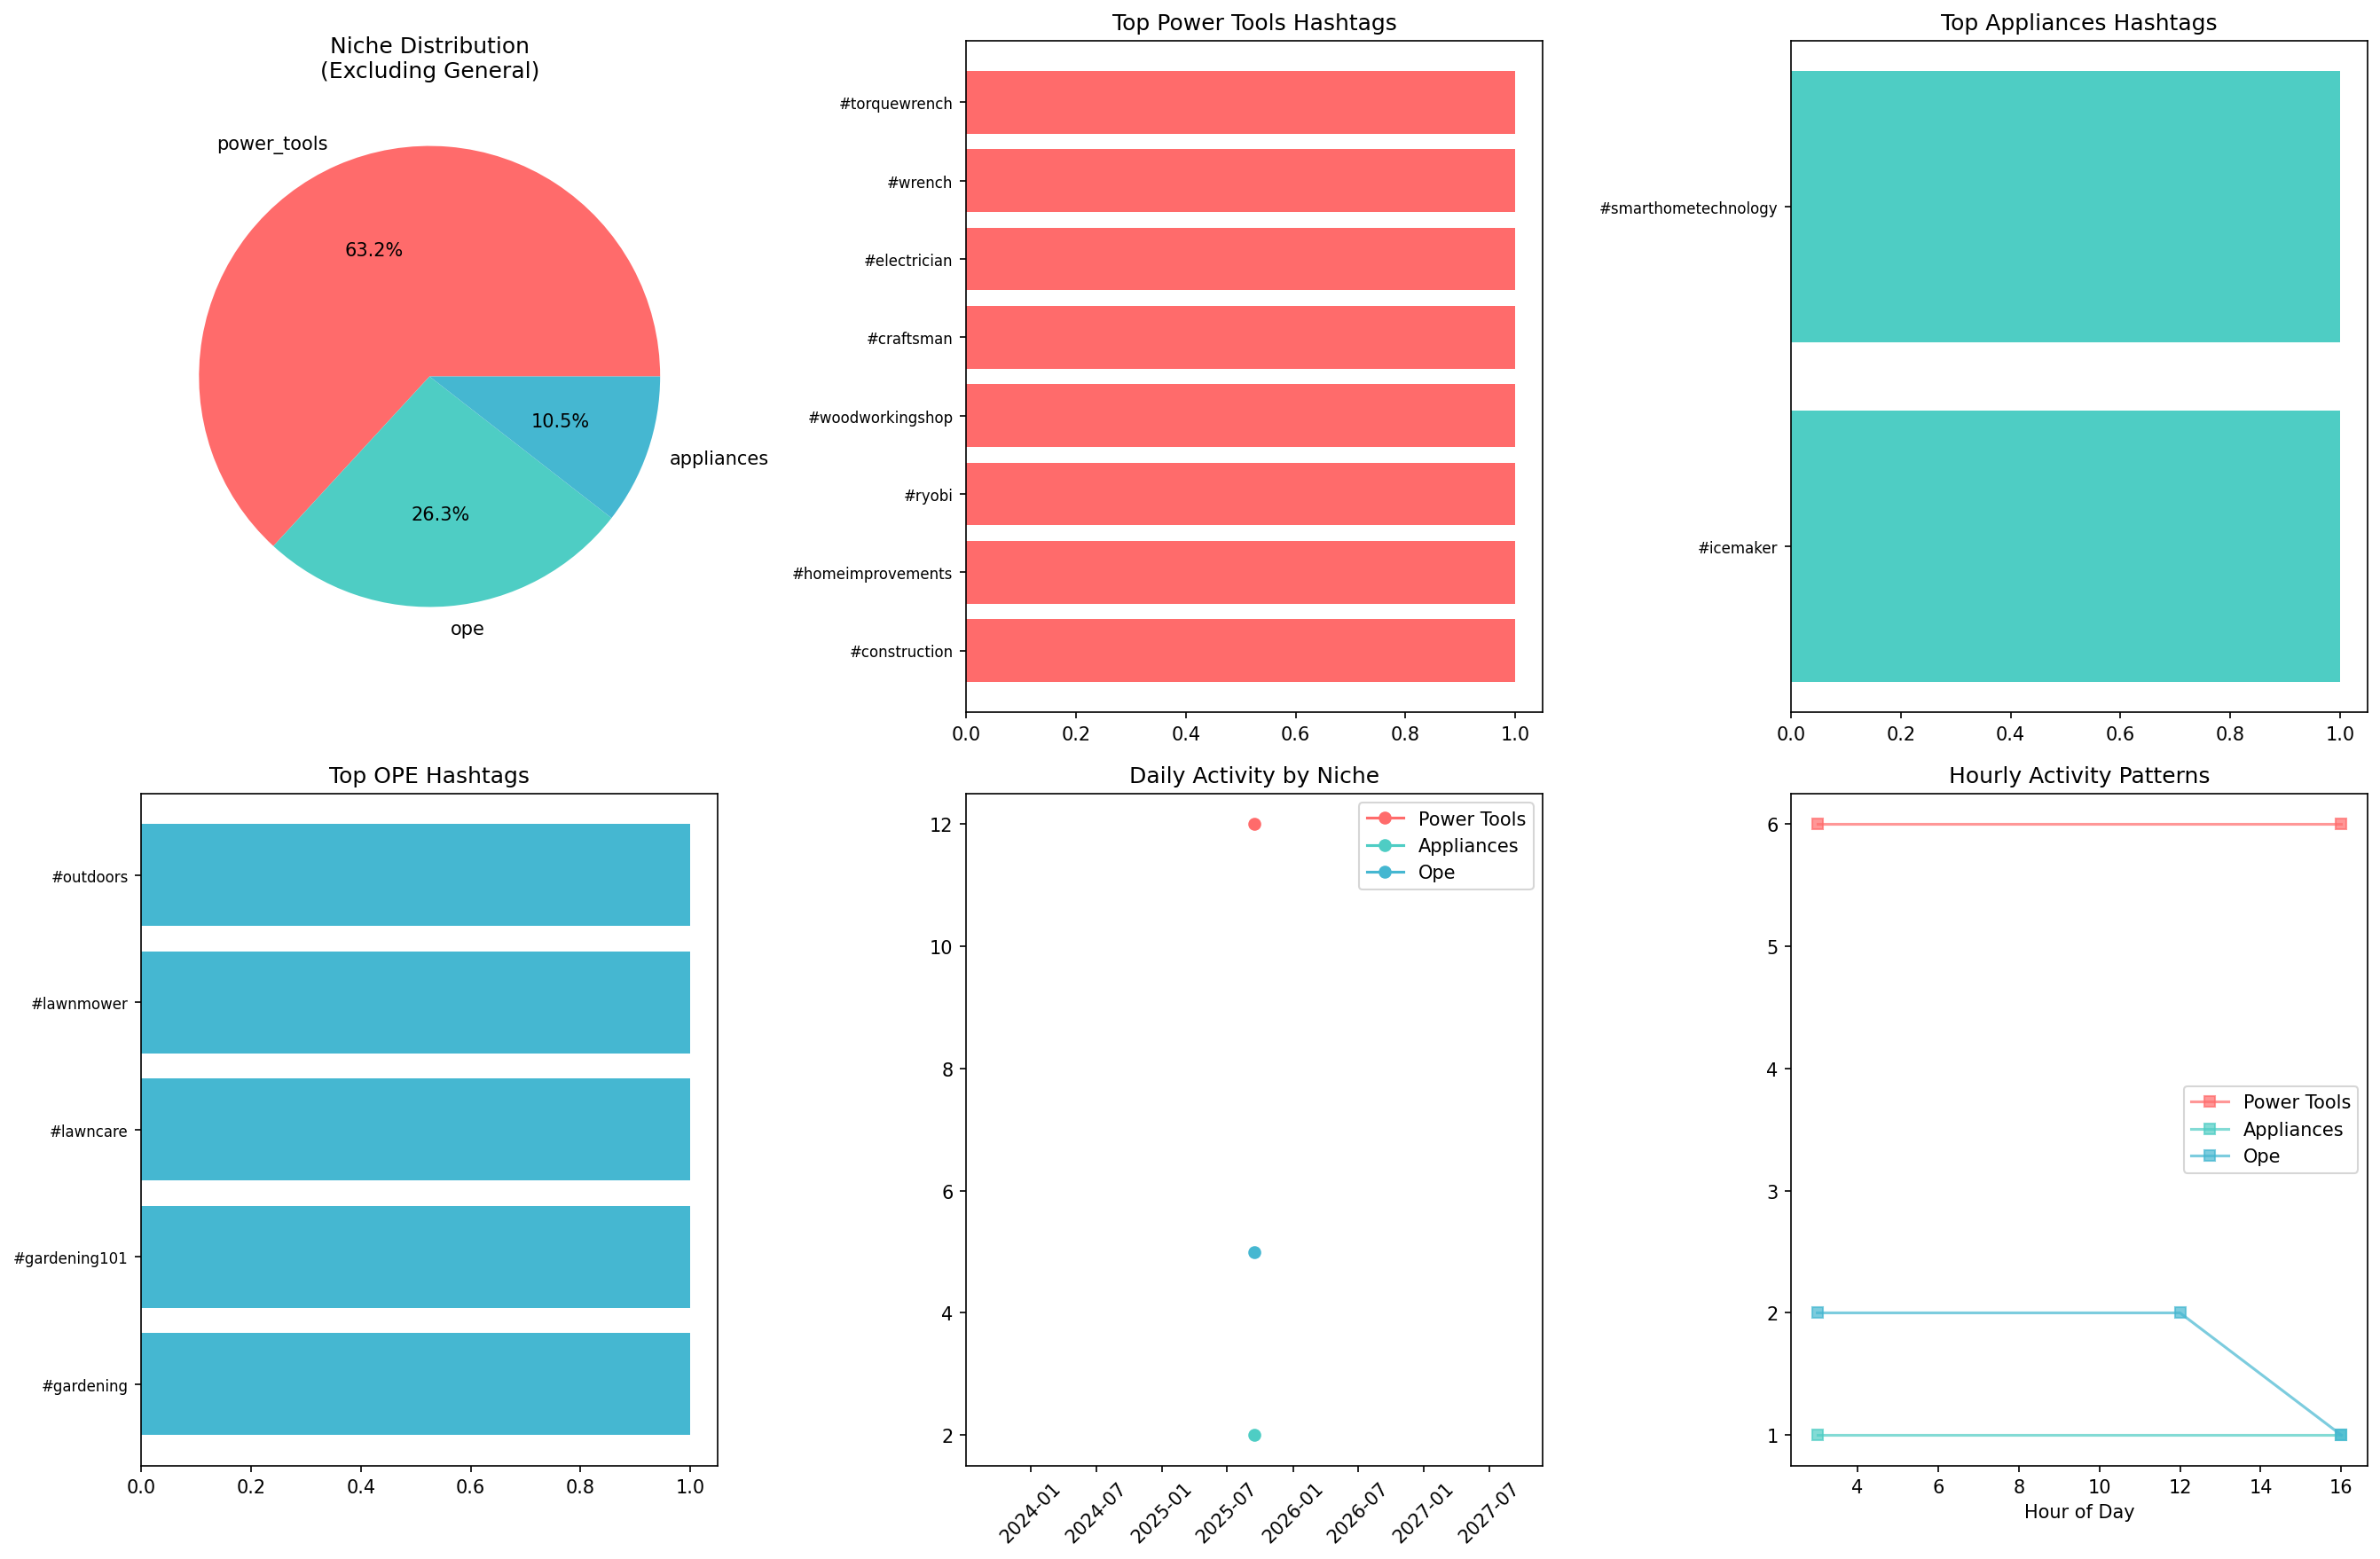 Niche Distribution
(Excluding General)
power_tools
63.2%
10.5%
appliances
26.3%
ope
Top Power Tools Hashtags
#torquewrench
#wrench
#electrician
#craftsman
#woodworkingshop
#ryobi
#homeimprovements
#construction
0.0 0.2 0.4 0.6 0.8 1.0
Top Appliances Hashtags
#smarthometechnology
#icemaker
0.0 0.2 0.4 0.6 0.8 1.0
Top OPE Hashtags
#outdoors
#lawnmower
#lawncare
#gardening101
#gardening
0.0 0.2 0.4 0.6 0.8 1.0
Daily Activity by Niche
Power Tools
Appliances
Ope
12
10
8
6
4
2
2024-01 2024-07 2025-01 2025-07 2026-01 2026-07 2027-01 2027-07
Hourly Activity Patterns
6
5
4
3
2
1
Power Tools
Appliances
Ope
4 6 8 10 12 14 16
Hour of Day